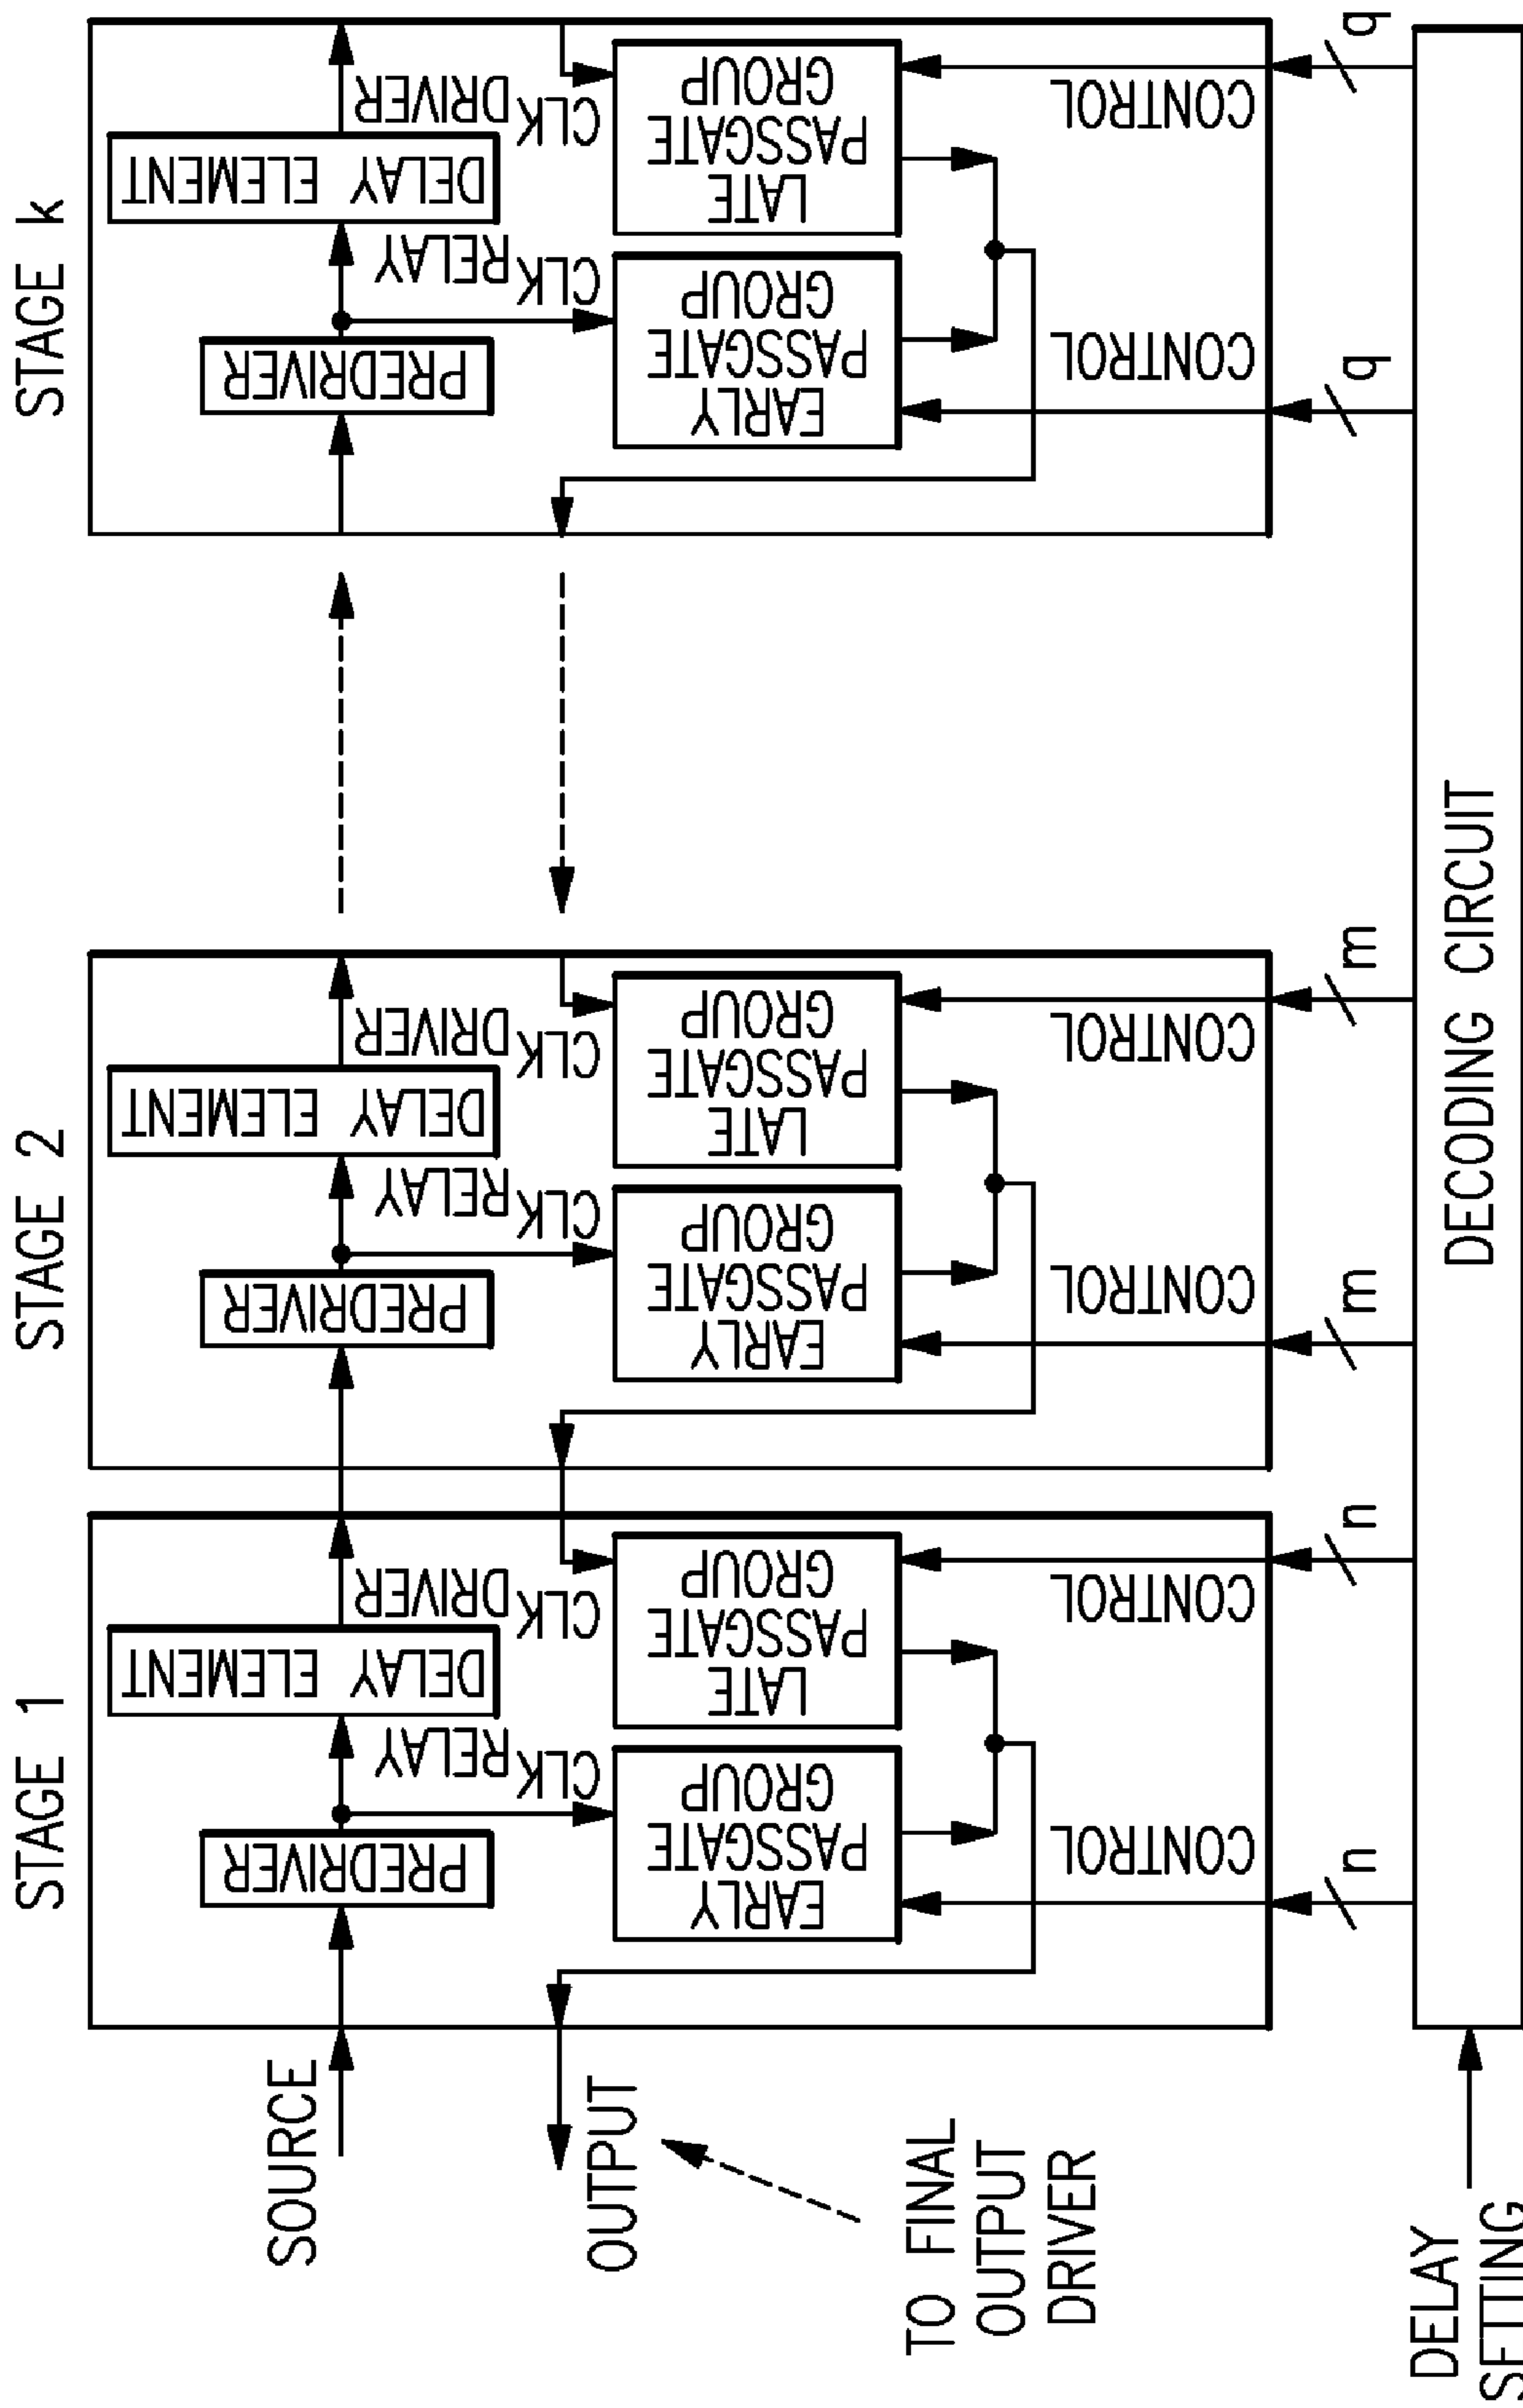 STAGE 1
PREDRIVER
DELAY ELEMENT
CLK
RELAY
CLK
DRIVER
EARLY
PASSGATE
GROUP
LATE
PASSGATE
GROUP
CONTROL
CONTROL
n
n
STAGE 2
PREDRIVER
DELAY ELEMENT
CLK
RELAY
CLK
DRIVER
EARLY
PASSGATE
GROUP
LATE
PASSGATE
GROUP
CONTROL
CONTROL
m
m
STAGE k
PREDRIVER
DELAY ELEMENT
CLK
RELAY
CLK
DRIVER
EARLY
PASSGATE
GROUP
LATE
PASSGATE
GROUP
CONTROL
CONTROL
q
q
SOURCE
OUTPUT
TO FINAL
OUTPUT
DRIVER
DELAY
SETTING
DECODING CIRCUIT